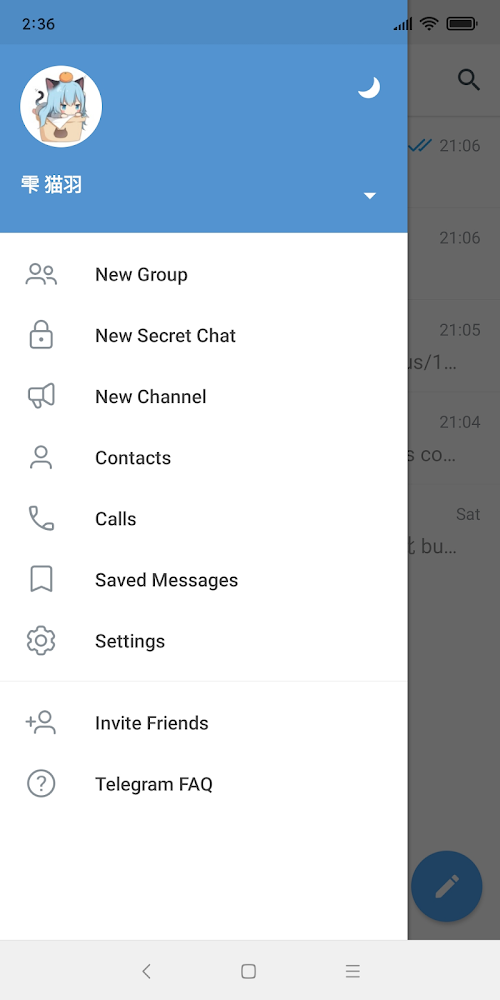 2:36
雫 猫羽
New Group
New Secret Chat
New Channel
Contacts
Calls
Saved Messages
Settings
Invite Friends
Telegram FAQ
21:06
21:06
21:05
us/1…
21:04
s co…
Sat
bu…